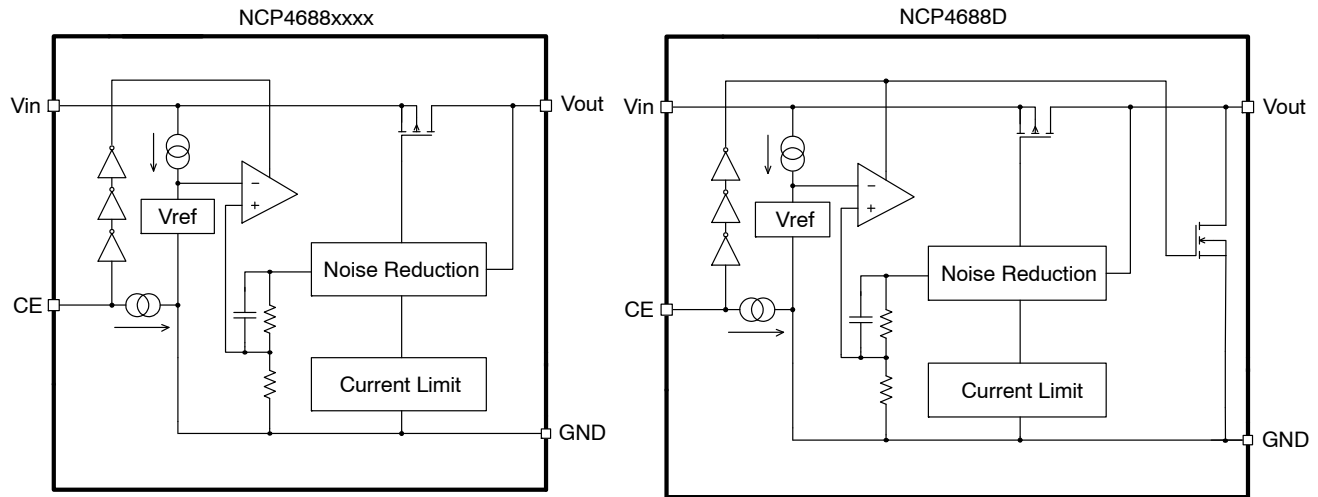 NCP4688xxxx
Vin
Vout
−
+
Vref
Noise Reduction
CE
Current Limit
GND
NCP4688D
Vin
Vout
−
+
Vref
Noise Reduction
CE
Current Limit
GND